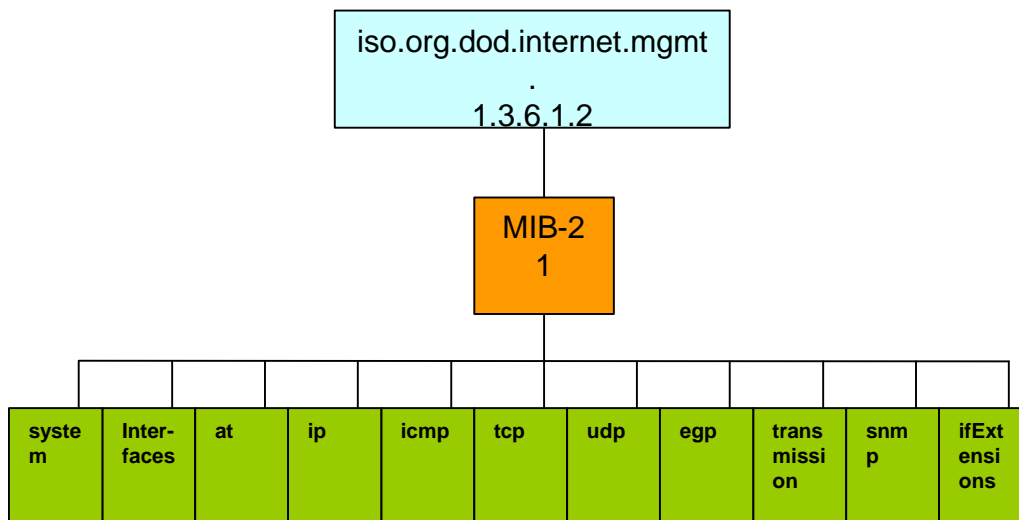 iso.org.dod.internet.mgmt
.
1.3.6.1.2
MIB-2
1
syste
m
Inter-
faces
at
ip
icmp
tcp
udp
egp
trans
missi
on
snm
p
ifExt
ensi
ons